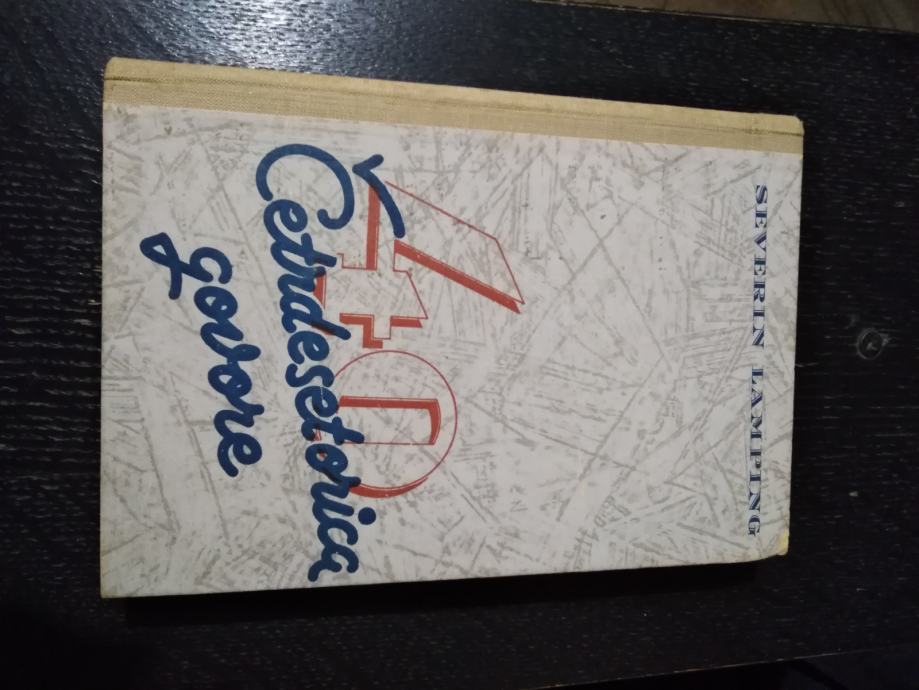 SEVERIN LAMPING
40
Četrdesetorica
govore